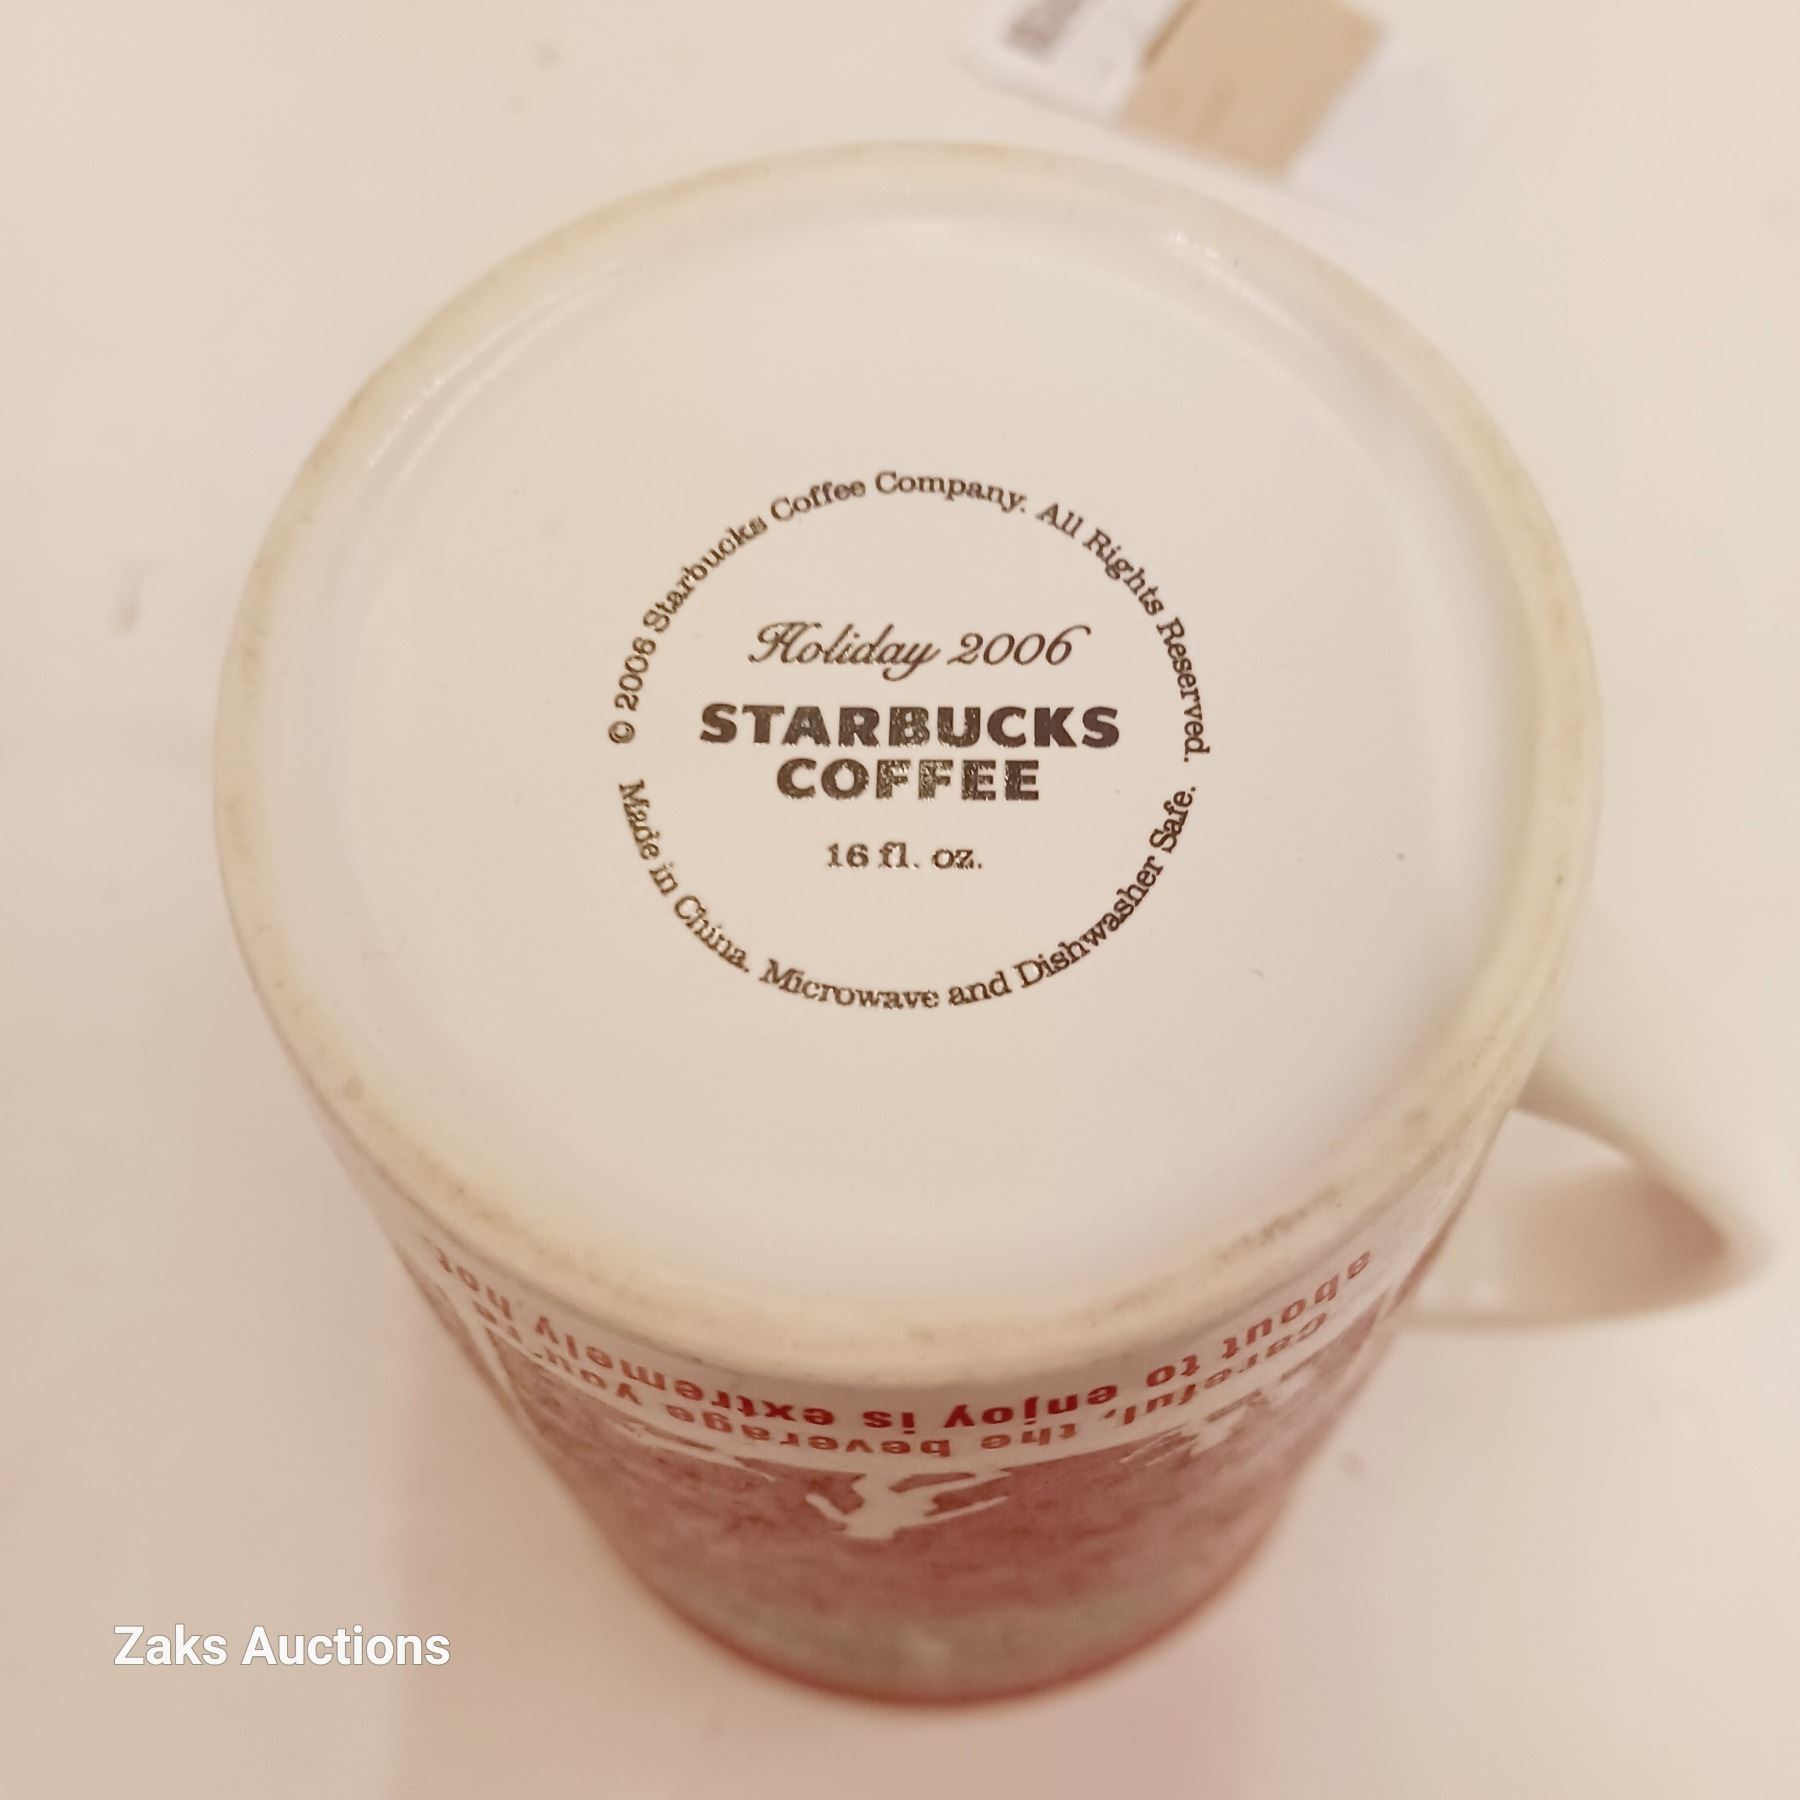 © 2006 Starbucks Coffee Company. All Rights Reserved.
Holiday 2006
STARBUCKS
COFFEE
16 fl. oz.
Made in China. Microwave and Dishwasher Safe.
Careful, the beverage you're
about to enjoy is extremely hot.
Zaks Auctions